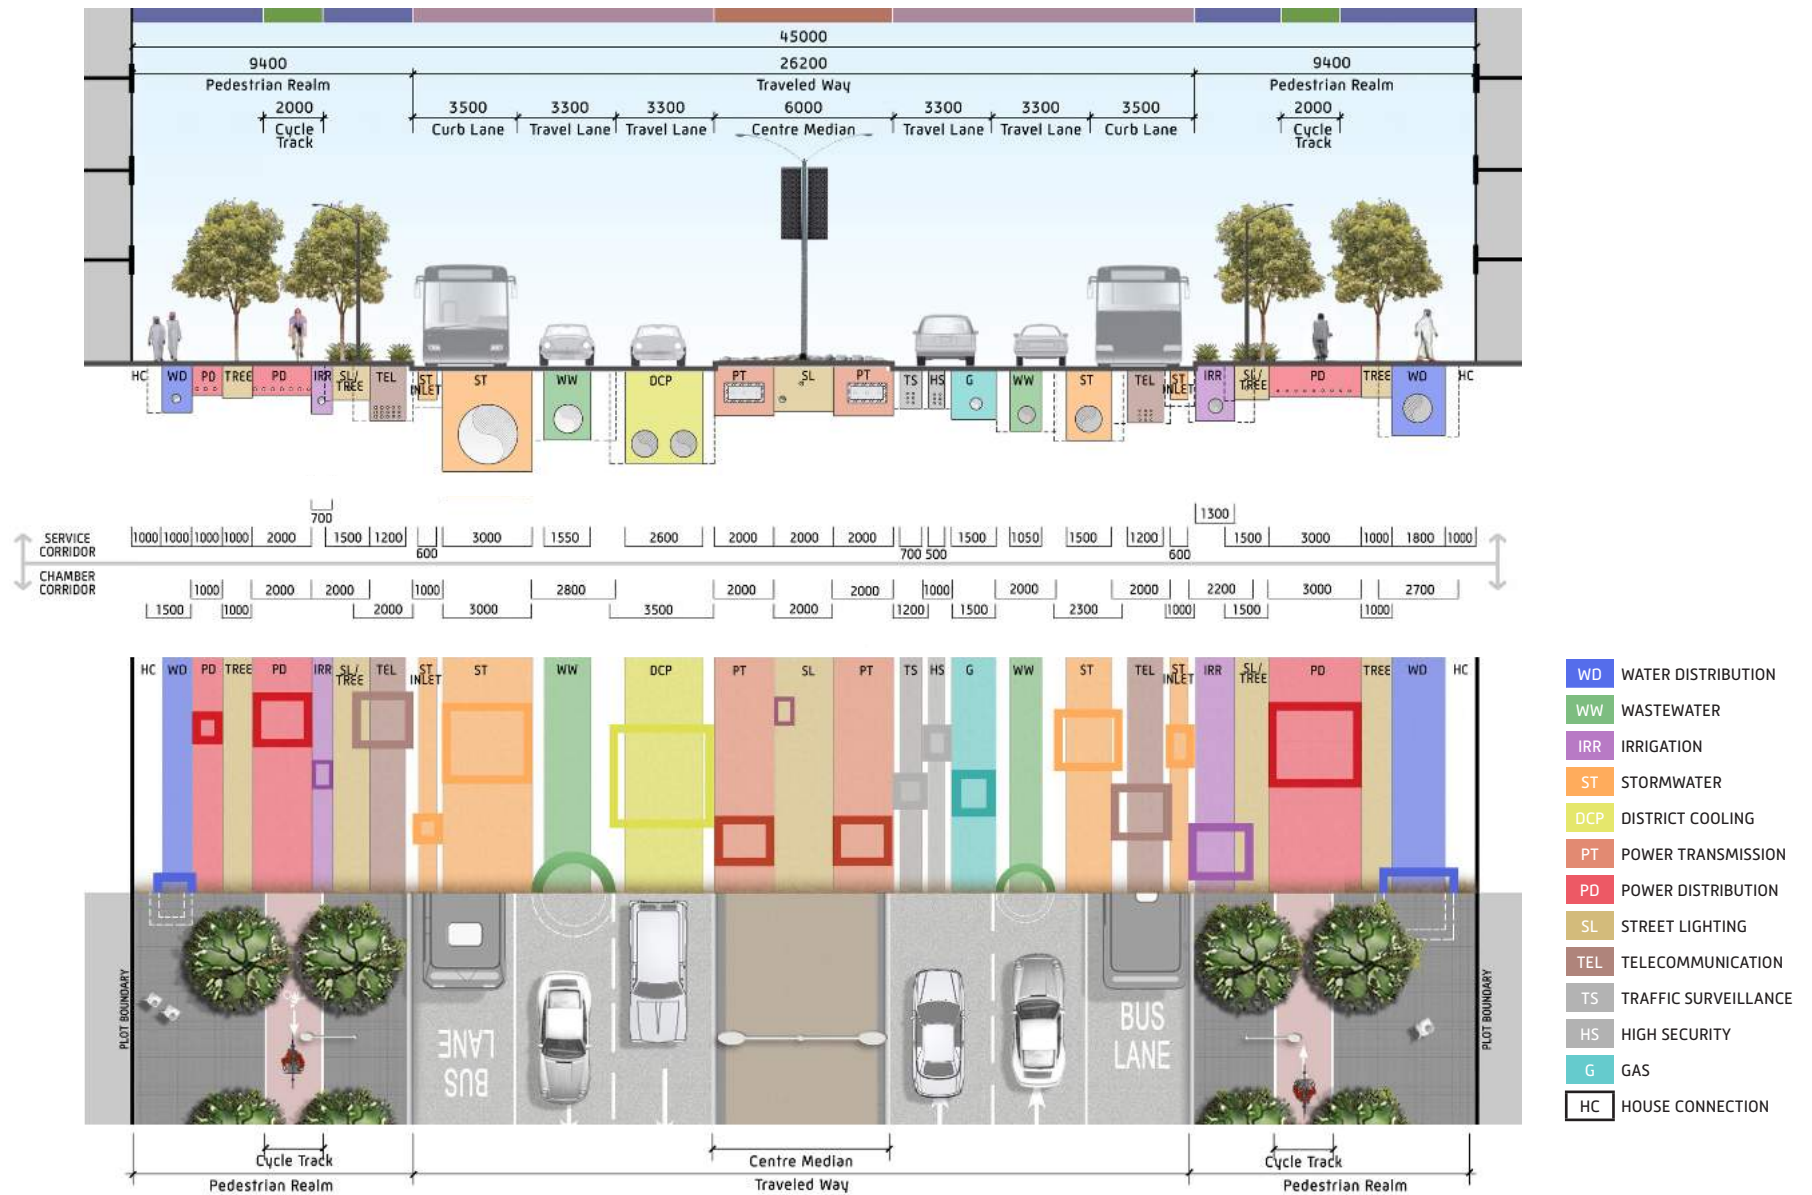 45000
9400 26200 9400
Pedestrian Realm Traveled Way Pedestrian Realm
2000 3500 3300 3300 6000 3300 3300 3500 2000
Cycle Track Curb Lane Travel Lane Travel Lane Centre Median Travel Lane Travel Lane Curb Lane Cycle Track
HC WD PD TREE PD IRR SL/TREE TEL ST INLET ST WW DCP PT SL PT TS HS G WW ST TEL ST INLET IRR SL/TREE PD TREE WD HC
700 1300
SERVICE CORRIDOR
1000 1000 1000 1000 2000 1500 1200 3000 1550 2600 2000 2000 2000 1500 1050 1500 1200 1500 3000 1000 1800 1000
600 700 500 600
CHAMBER CORRIDOR
1000 2000 2000 1000 2800 2000 2000 1000 2000 2000 2200 3000 2700
1500 1000 2000 3000 3500 2000 1200 1500 2300 1000 1500 1000
HC WD PD TREE PD IRR SL/TREE TEL ST INLET ST WW DCP PT SL PT TS HS G WW ST TEL ST INLET IRR SL/TREE PD TREE WD HC
PLOT BOUNDARY
BUS LANE
BUS LANE
PLOT BOUNDARY
Cycle Track Centre Median Cycle Track
Pedestrian Realm Traveled Way Pedestrian Realm
WD WATER DISTRIBUTION
WW WASTEWATER
IRR IRRIGATION
ST STORMWATER
DCP DISTRICT COOLING
PT POWER TRANSMISSION
PD POWER DISTRIBUTION
SL STREET LIGHTING
TEL TELECOMMUNICATION
TS TRAFFIC SURVEILLANCE
HS HIGH SECURITY
G GAS
HC HOUSE CONNECTION